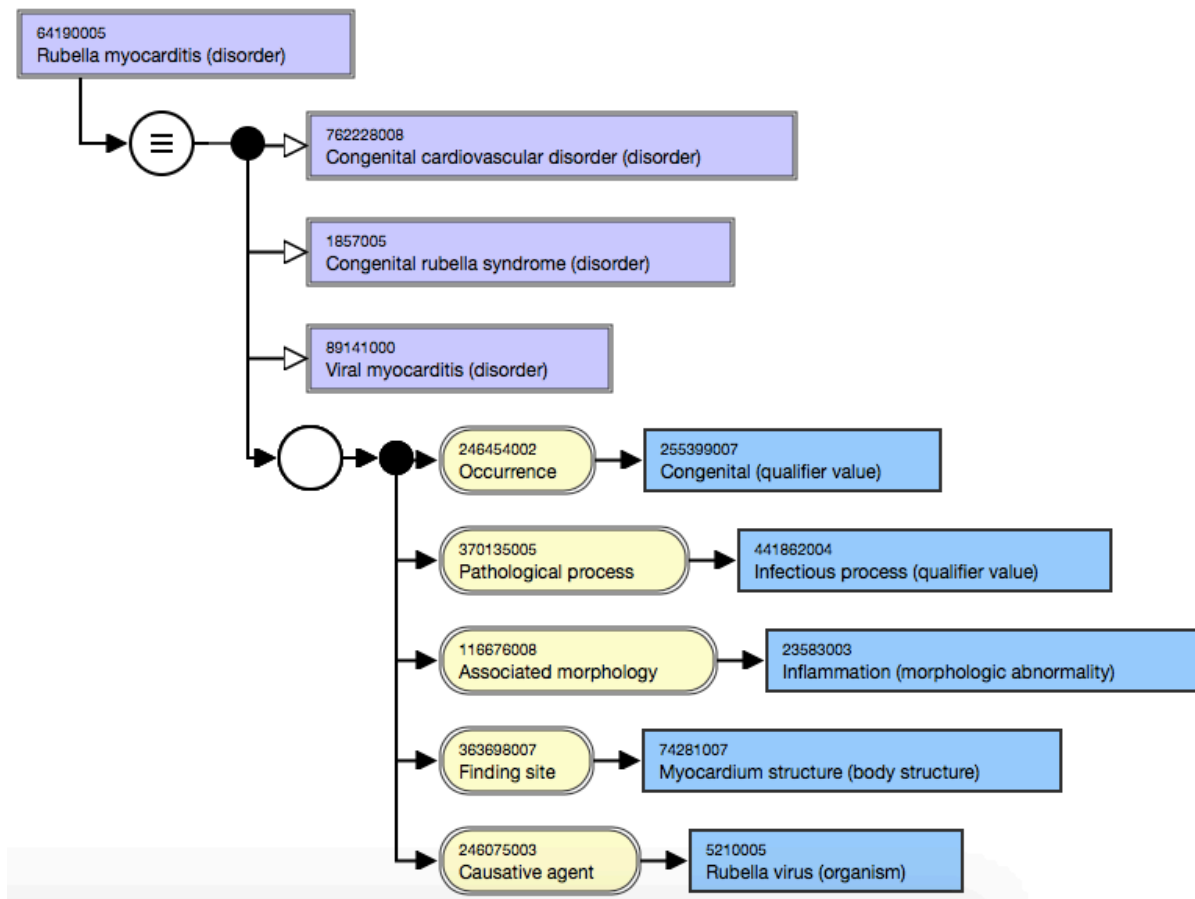 64190005
Rubella myocarditis (disorder)
762228008
Congenital cardiovascular disorder (disorder)
1857005
Congenital rubella syndrome (disorder)
89141000
Viral myocarditis (disorder)
246454002
Occurrence
255399007
Congenital (qualifier value)
370135005
Pathological process
441862004
Infectious process (qualifier value)
116676008
Associated morphology
23583003
Inflammation (morphologic abnormality)
363698007
Finding site
74281007
Myocardium structure (body structure)
246075003
Causative agent
5210005
Rubella virus (organism)